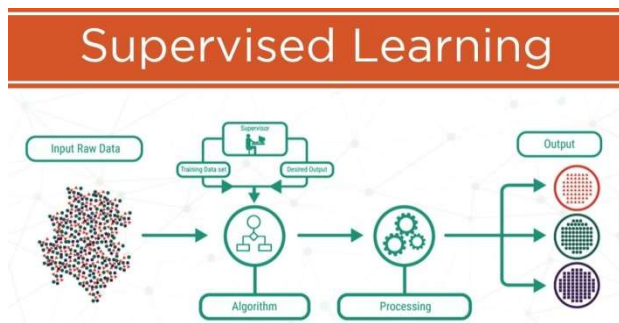 Supervised Learning
Input Raw Data
Supervisor
Training Data set
Desired Output
Algorithm
Processing
Output